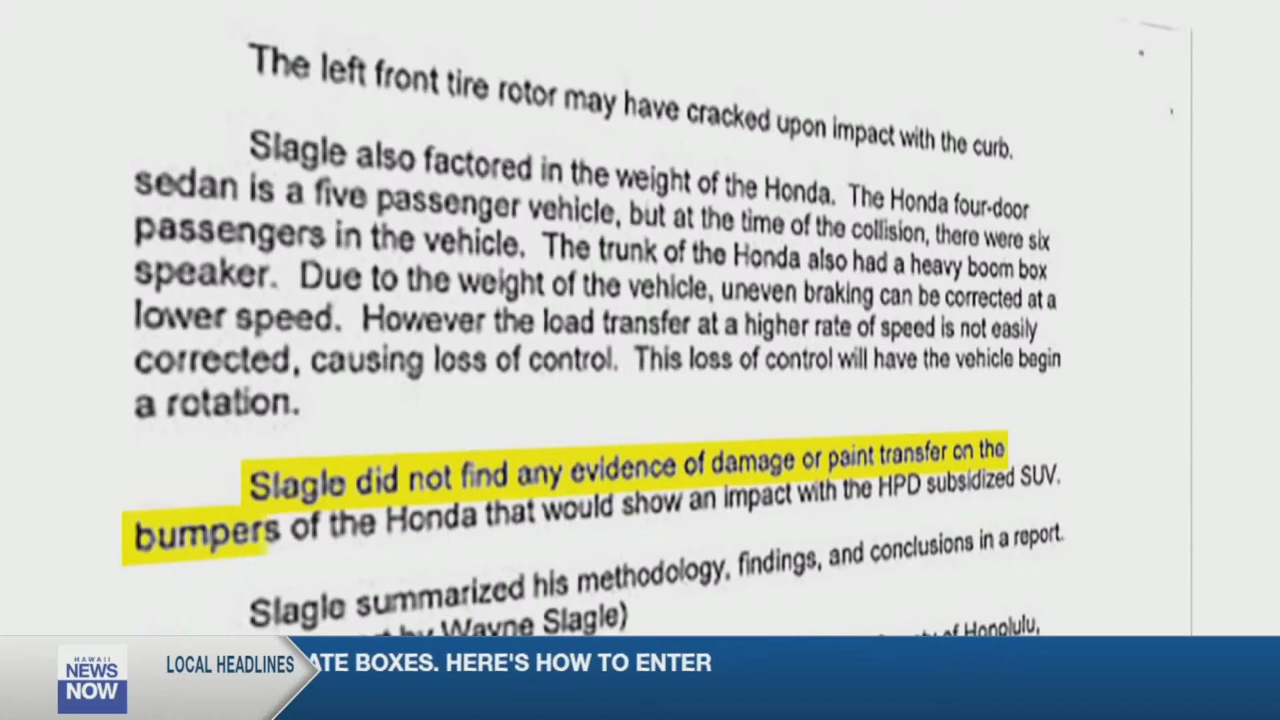 The left front tire rotor may have cracked upon impact with the curb.
Slagle also factored in the weight of the Honda. The Honda four-door
sedan is a five passenger vehicle, but at the time of the collision, there were six
passengers in the vehicle. The trunk of the Honda also had a heavy boom box
speaker. Due to the weight of the vehicle, uneven braking can be corrected at a
lower speed. However the load transfer at a higher rate of speed is not easily
corrected, causing loss of control. This loss of control will have the vehicle begin
a rotation.
Slagle did not find any evidence of damage or paint transfer on the
bumpers of the Honda that would show an impact with the HPD subsidized SUV.
Slagle summarized his methodology, findings, and conclusions in a report.
by Wayne Slagle)
of Honolulu,
HAWAII
NEWS
NOW
LOCAL HEADLINES
ATE BOXES. HERE'S HOW TO ENTER